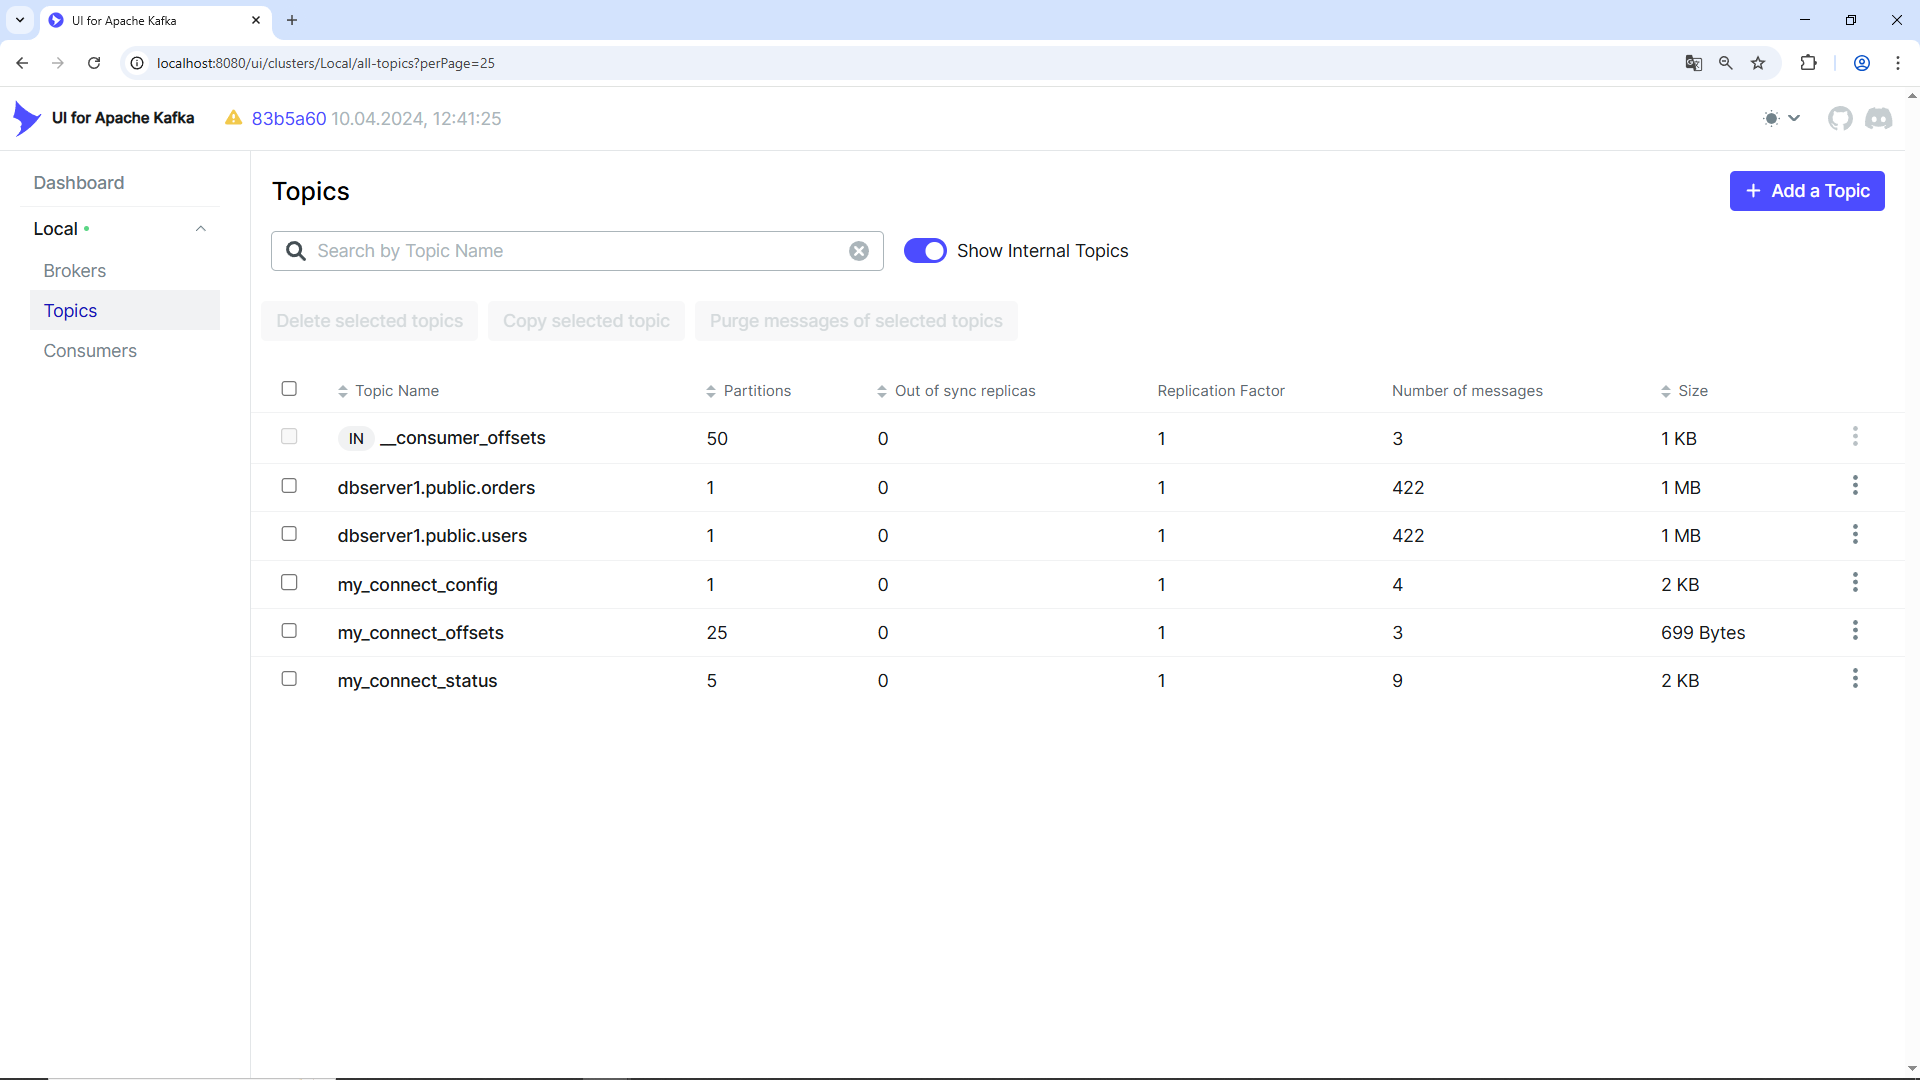 UI for Apache Kafka
localhost:8080/ui/clusters/Local/all-topics?perPage=25
UI for Apache Kafka 83b5a60 10.04.2024, 12:41:25
Dashboard
Local
Brokers
Topics
Consumers
Topics
+ Add a Topic
Search by Topic Name
Show Internal Topics
Delete selected topics Copy selected topic Purge messages of selected topics
Topic Name Partitions Out of sync replicas Replication Factor Number of messages Size
IN __consumer_offsets 50 0 1 3 1 KB
dbserver1.public.orders 1 0 1 422 1 MB
dbserver1.public.users 1 0 1 422 1 MB
my_connect_config 1 0 1 4 2 KB
my_connect_offsets 25 0 1 3 699 Bytes
my_connect_status 5 0 1 9 2 KB